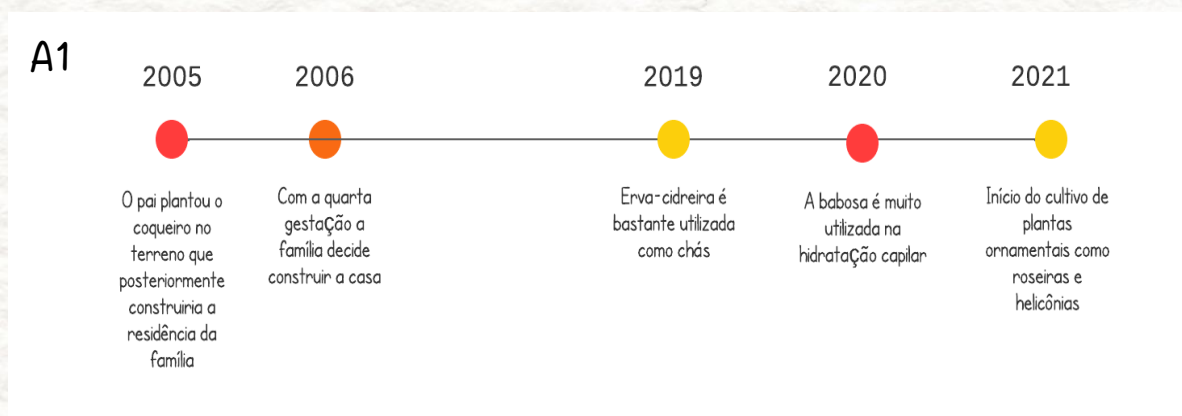 A1
2005
O pai plantou o
coqueiro no
terreno que
posteriormente
construiria a
residência da
família
2006
Com a quarta
gestação a
família decide
construir a casa
2019
Erva-cidreira é
bastante utilizada
como chás
2020
A babosa é muito
utilizada na
hidratação capilar
2021
Início do cultivo de
plantas
ornamentais como
roseiras e
helicônias